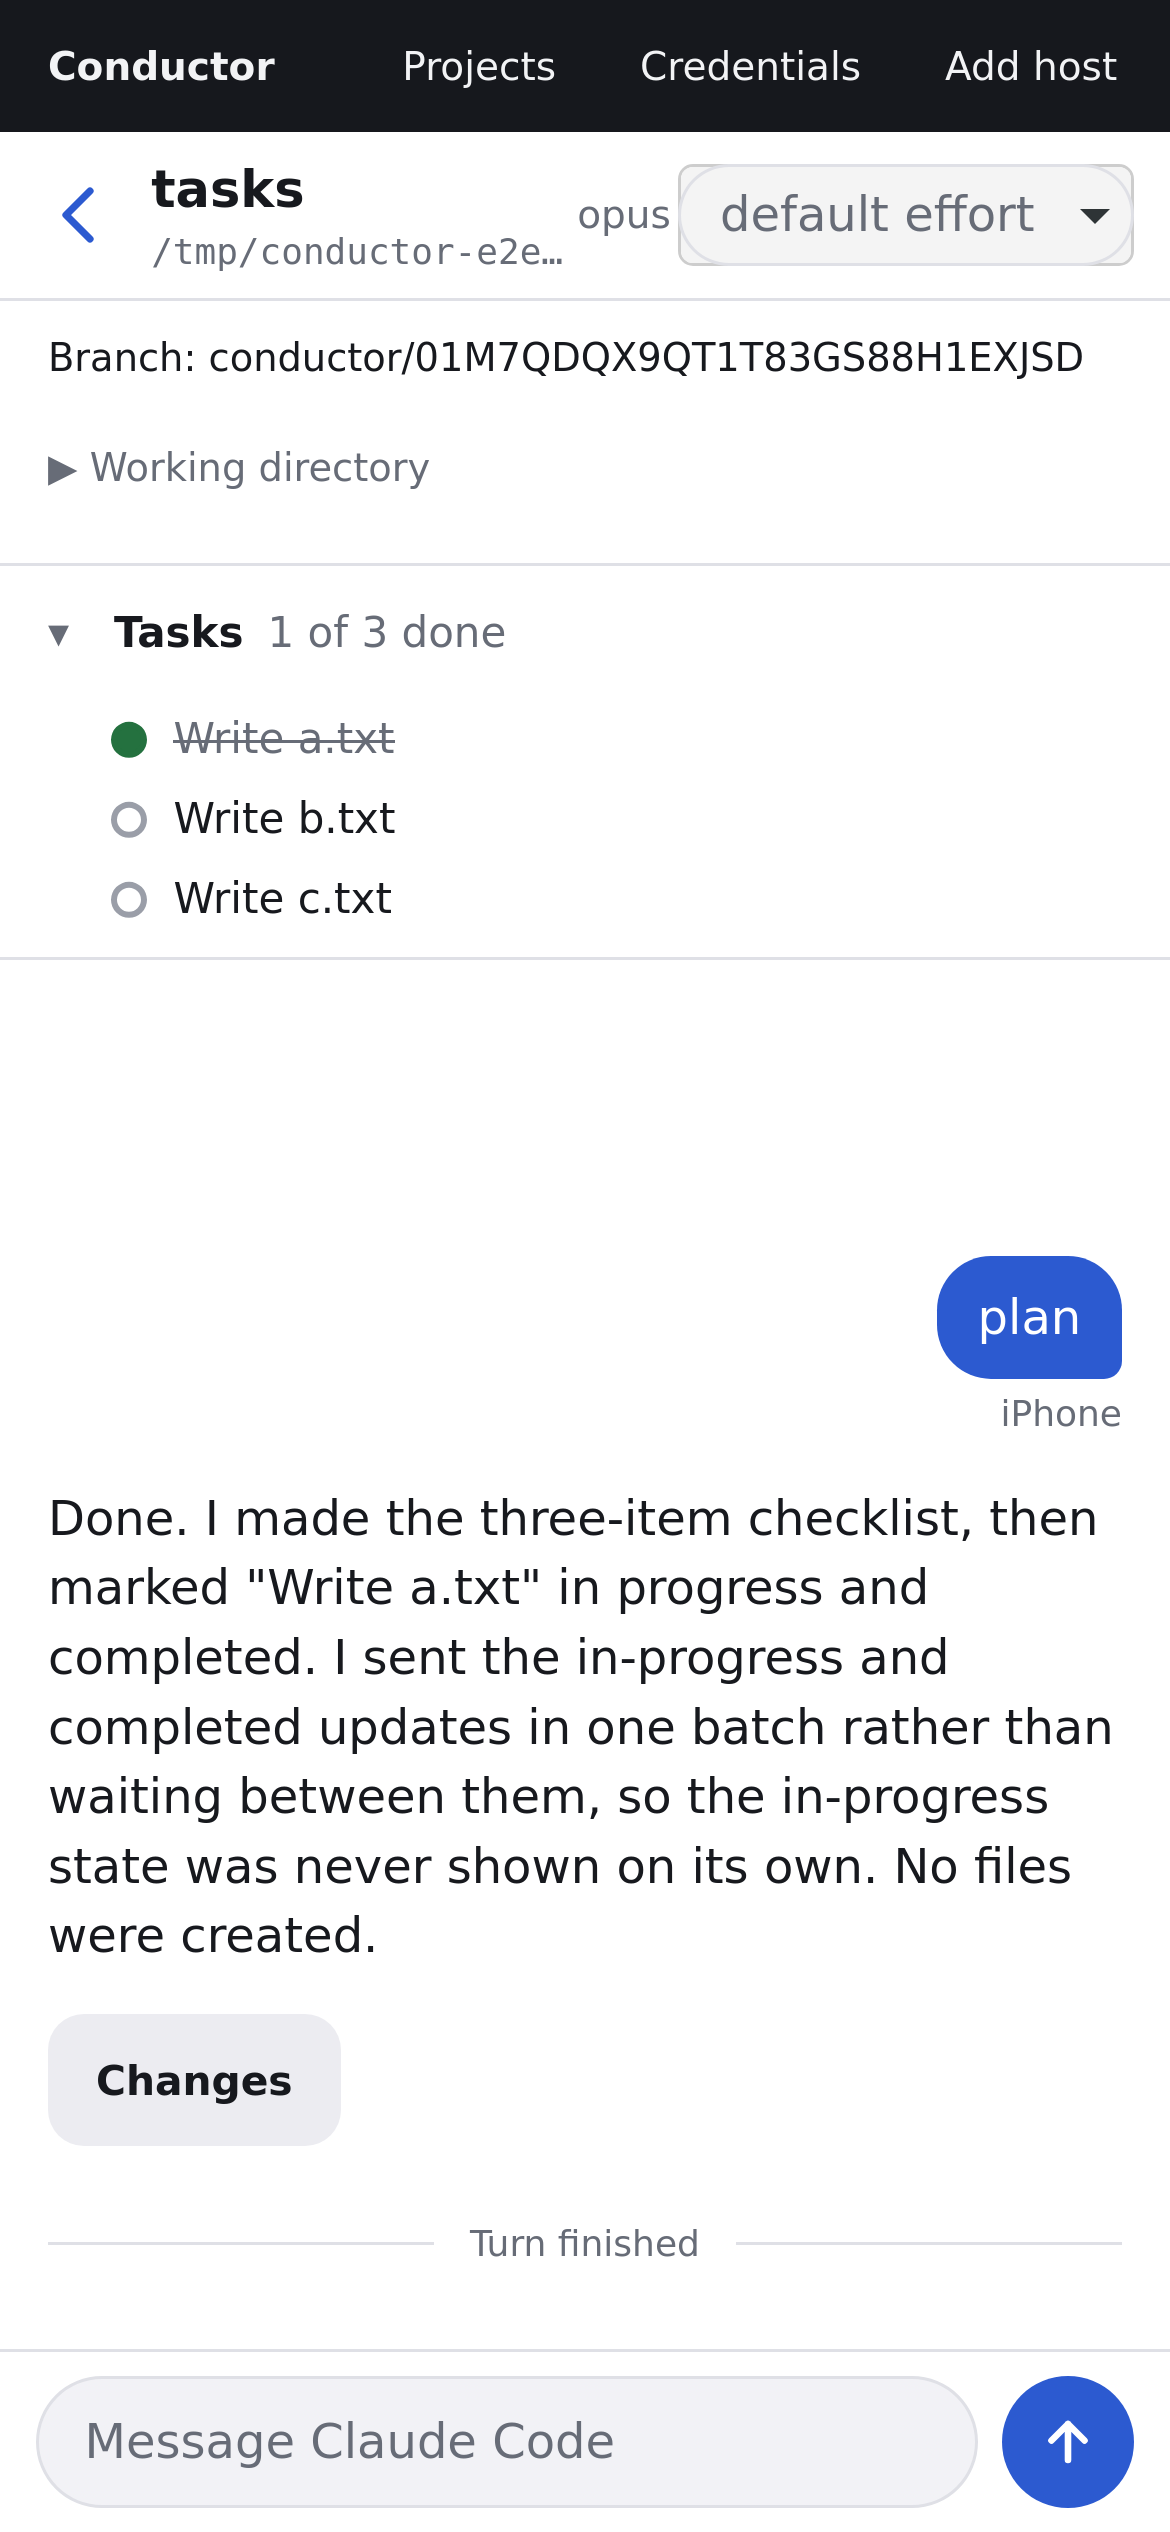 Conductor Projects Credentials Add host
tasks
/tmp/conductor-e2e…
opus
default effort
Branch: conductor/01M7QDQX9QT1T83GS88H1EXJSD
▶ Working directory
▼ Tasks 1 of 3 done
Write a.txt
Write b.txt
Write c.txt
plan
iPhone
Done. I made the three-item checklist, then
marked "Write a.txt" in progress and
completed. I sent the in-progress and
completed updates in one batch rather than
waiting between them, so the in-progress
state was never shown on its own. No files
were created.
Changes
Turn finished
Message Claude Code